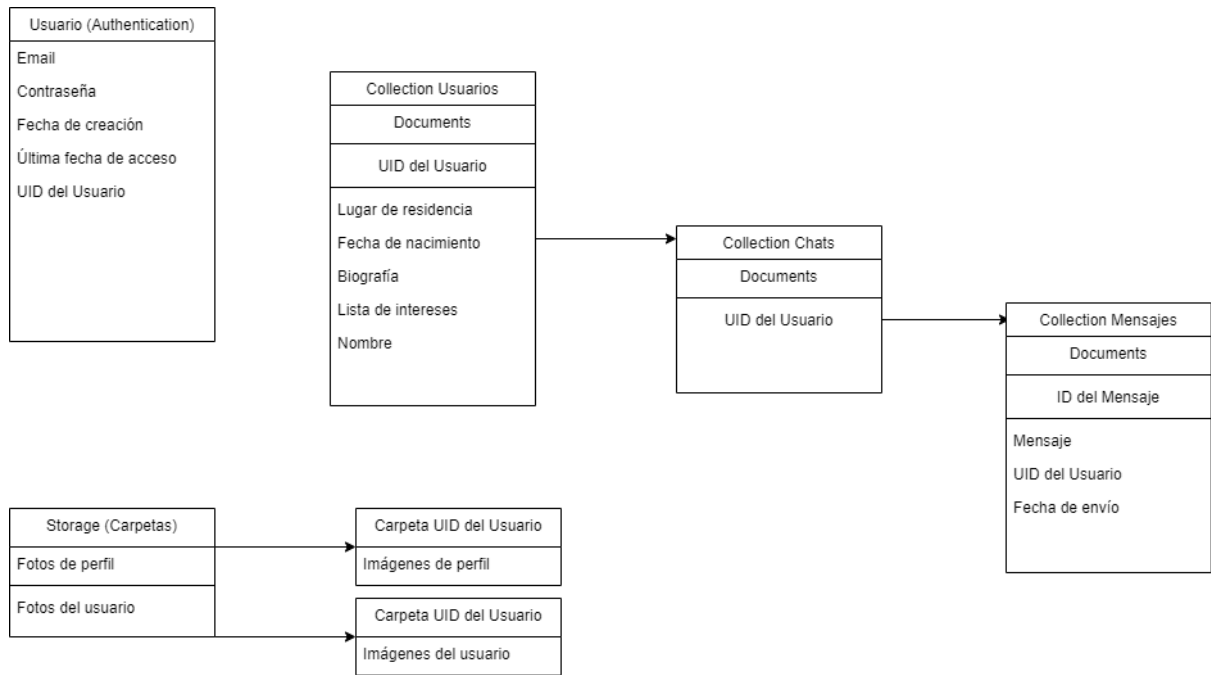 Usuario (Authentication)
Email
Contraseña
Fecha de creación
Última fecha de acceso
UID del Usuario
Collection Usuarios
Documents
UID del Usuario
Lugar de residencia
Fecha de nacimiento
Biografía
Lista de intereses
Nombre
Collection Chats
Documents
UID del Usuario
Collection Mensajes
Documents
ID del Mensaje
Mensaje
UID del Usuario
Fecha de envío
Storage (Carpetas)
Fotos de perfil
Fotos del usuario
Carpeta UID del Usuario
Imágenes de perfil
Carpeta UID del Usuario
Imágenes del usuario